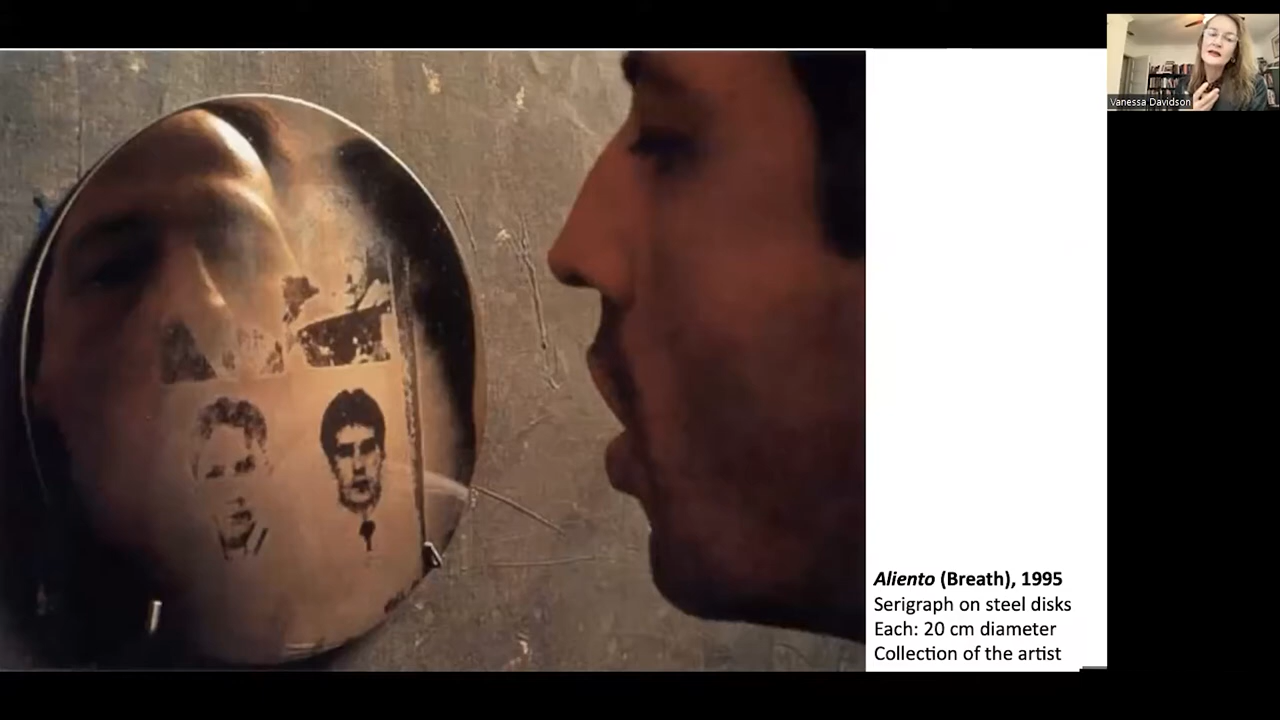 Vanessa Davidson
Aliento (Breath), 1995
Serigraph on steel disks
Each: 20 cm diameter
Collection of the artist